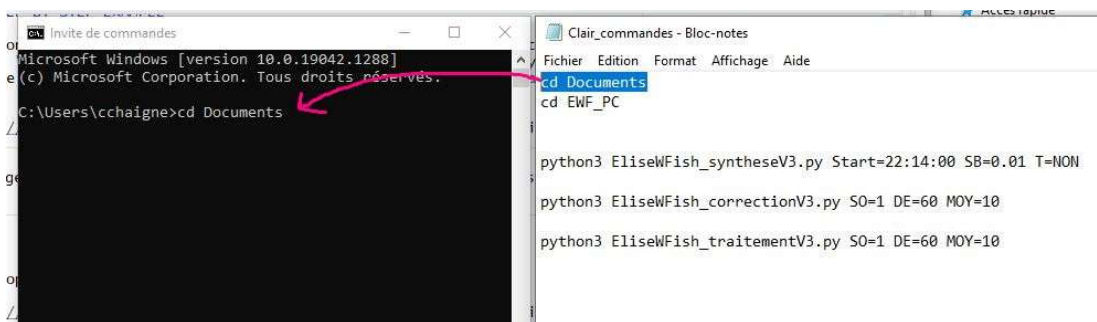 Accès rapide
Invite de commandes
Microsoft Windows [version 10.0.19042.1288]
(c) Microsoft Corporation. Tous droits réservés.
C:\Users\cchaigne>cd Documents
Clair_commandes - Bloc-notes
Fichier Edition Format Affichage Aide
cd Documents
cd EWF_PC
python3 EliseWFish_syntheseV3.py Start=22:14:00 SB=0.01 T=NON
python3 EliseWFish_correctionV3.py SO=1 DE=60 MOY=10
python3 EliseWFish_traitementV3.py SO=1 DE=60 MOY=10